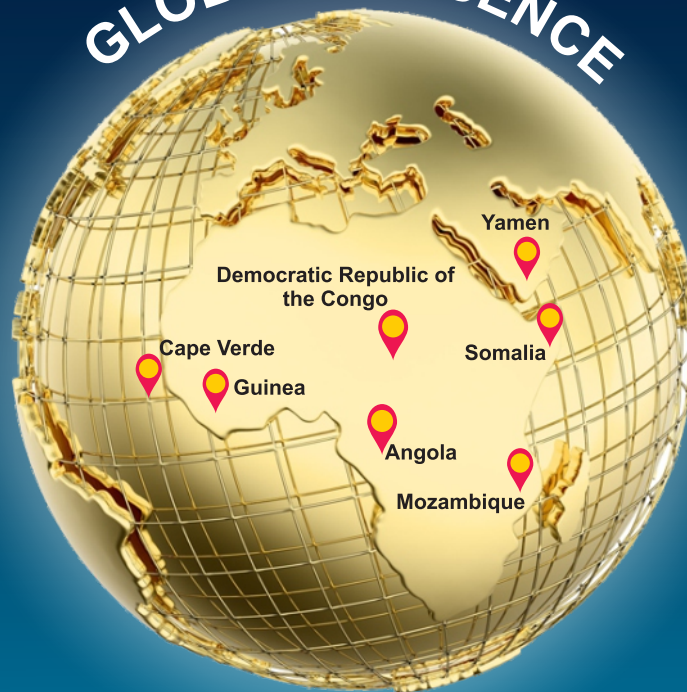 Yamen
Democratic Republic of
the Congo
Somalia
Cape Verde
Guinea
Angola
Mozambique